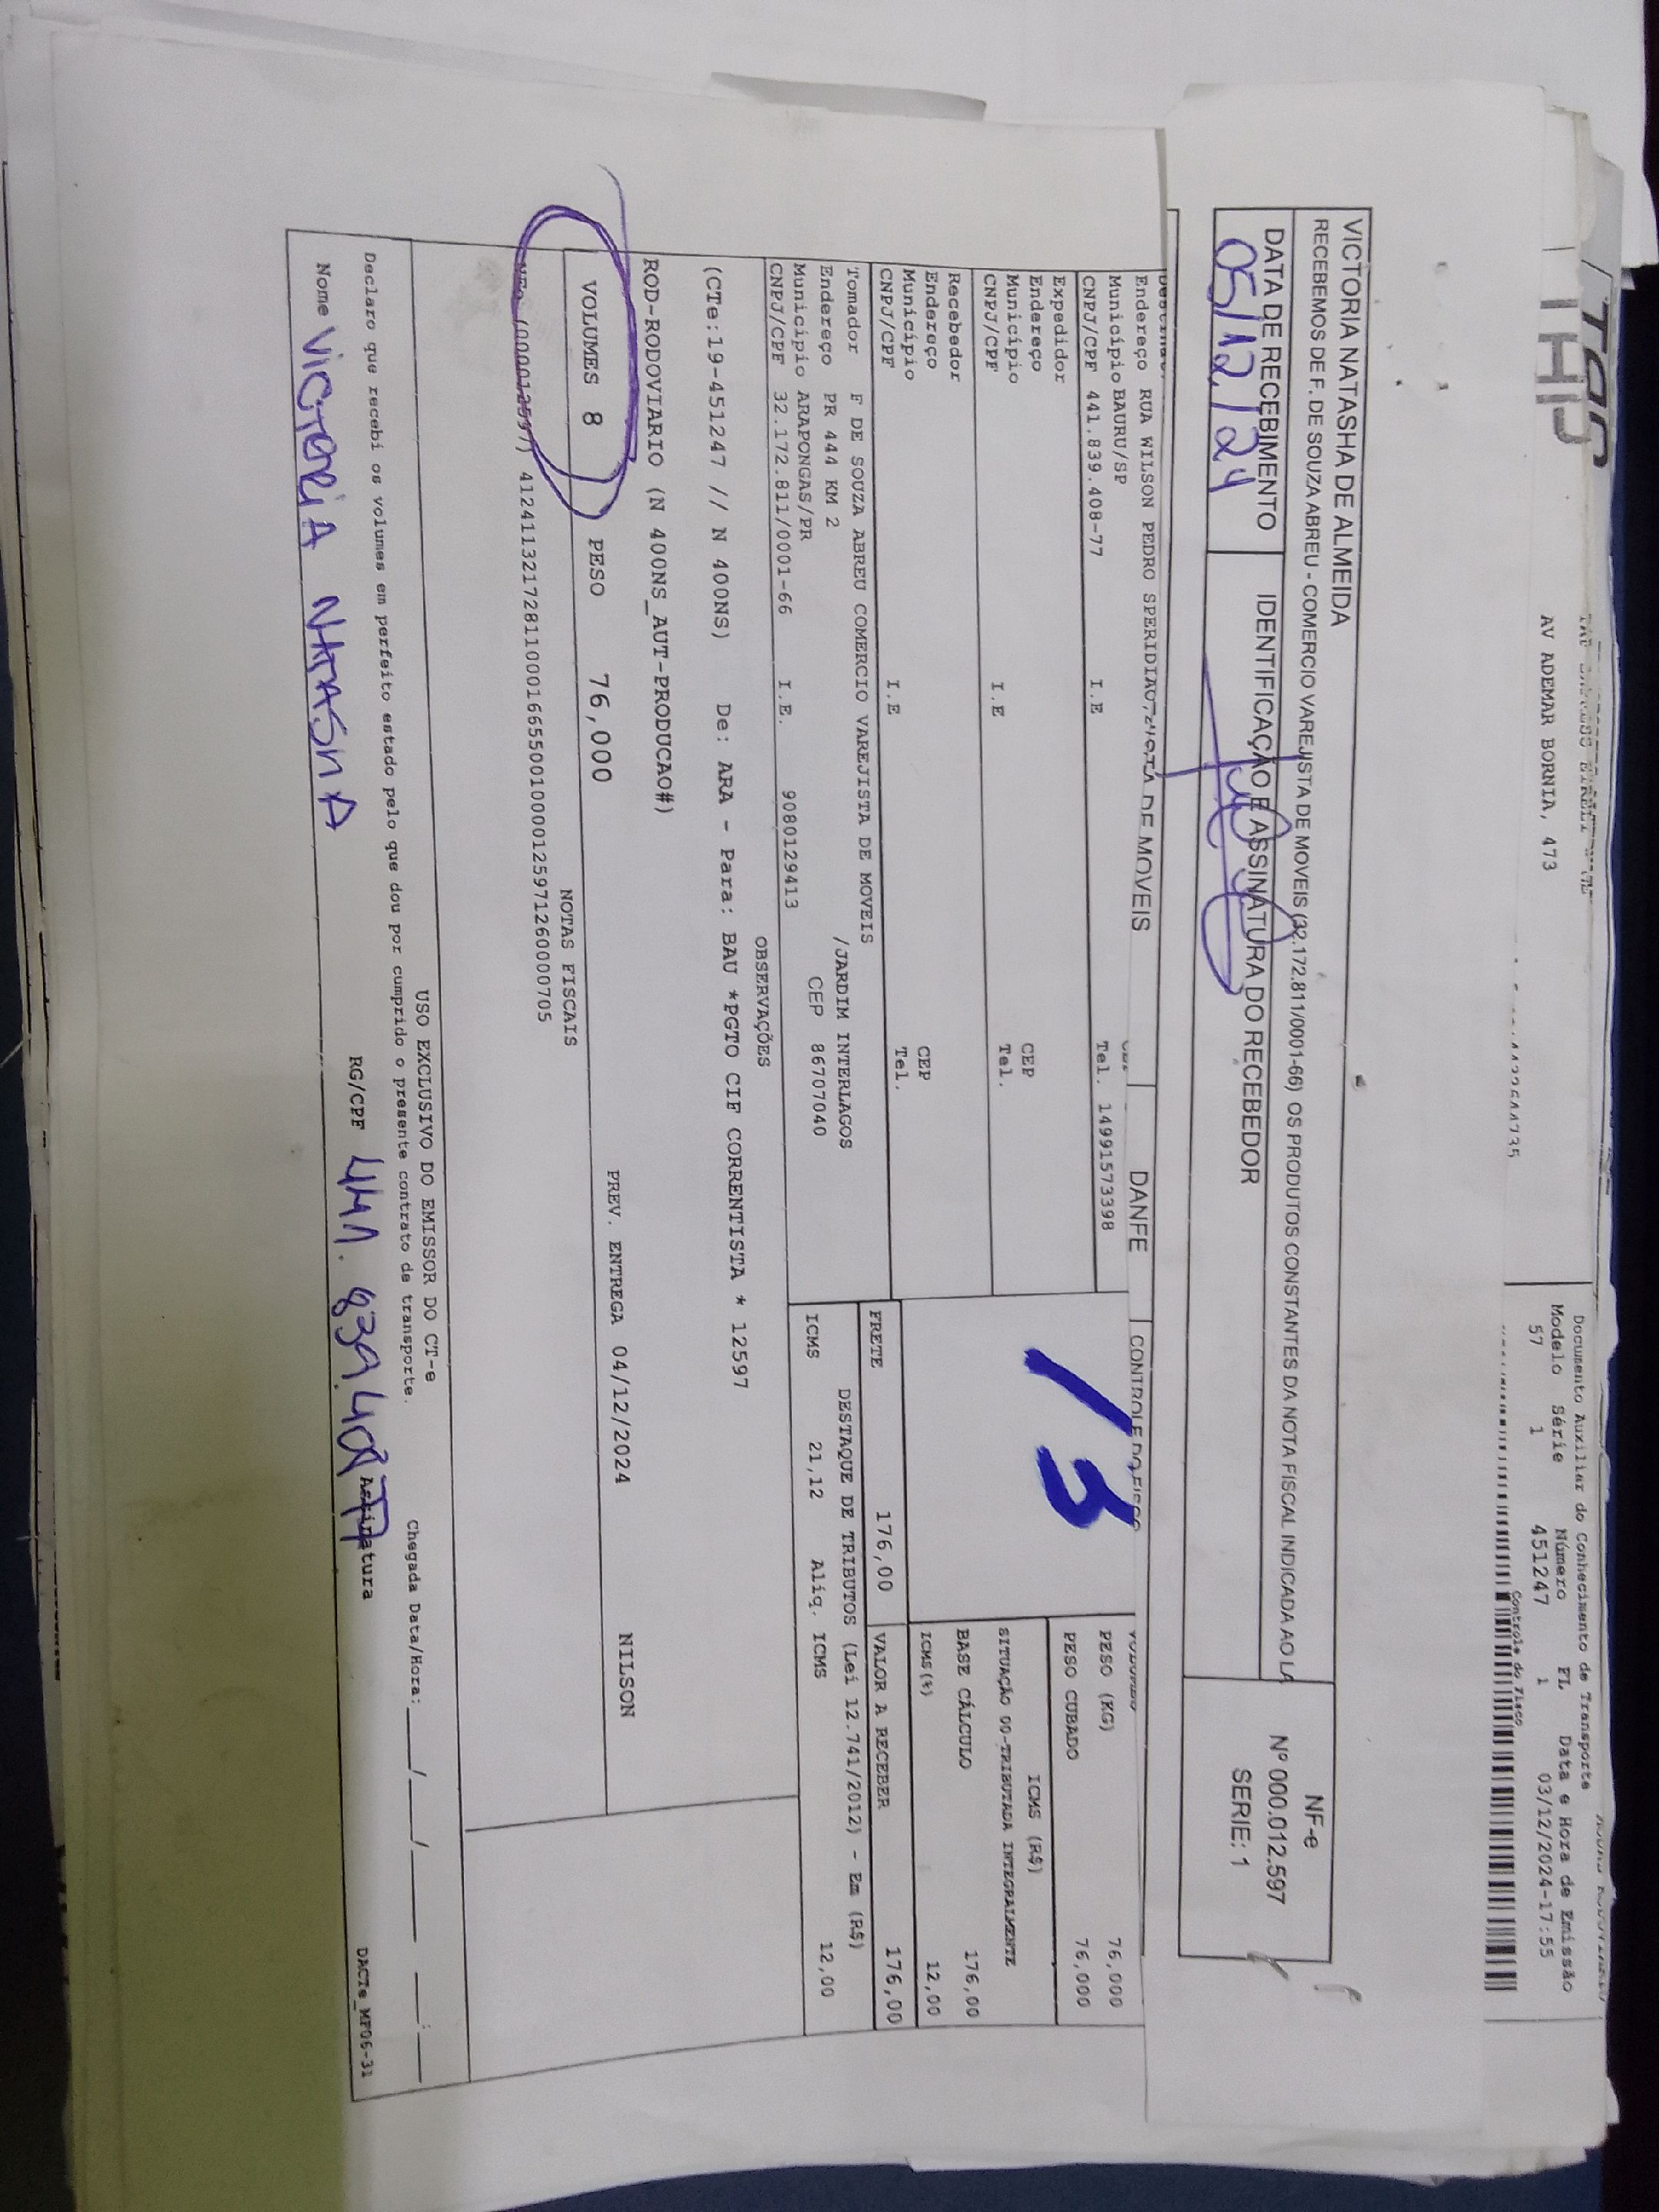 Documento Auxiliar do Conhecimento de Transporte
Modelo Série Número FL Data e Hora de Emissão
57 1 451247 1 03/12/2024-17:55
AV ADEMAR BORNIA, 473
Controle do Fisco
VICTORIA NATASHA DE ALMEIDA
RECEBEMOS DE F. DE SOUZA ABREU - COMERCIO VAREJISTA DE MOVEIS (32.172.811/0001-66) OS PRODUTOS CONSTANTES DA NOTA FISCAL INDICADA AO LA
DATA DE RECEBIMENTO
05/12/24
IDENTIFICAÇÃO E ASSINATURA DO RECEBEDOR
NF-e
Nº 000.012.597
SERIE: 1
DE MOVEIS
DANFE
CONTROLE DO FISCO
Endereço RUA WILSON PEDRO SPERIDIAO
Município BAURU/SP
CNPJ/CPF 441.839.408-77 I.E Tel. 14991573398
PESO (KG) 76,000
PESO CUBADO 76,000
13
Expedidor
Endereço
Município CEP
CNPJ/CPF I.E Tel.
ICMS (R$)
SITUAÇÃO 00-TRIBUTADA INTEGRALMENTE
BASE CÁLCULO 176,00
ICMS(%) 12,00
Recebedor
Endereço
Município CEP
CNPJ/CPF I.E Tel.
FRETE 176,00
VALOR A RECEBER 176,00
Tomador F DE SOUZA ABREU COMERCIO VAREJISTA DE MOVEIS
Endereço PR 444 KM 2 /JARDIM INTERLAGOS
Município ARAPONGAS/PR CEP 86707040
CNPJ/CPF 32.172.811/0001-66 I.E. 9080129413
DESTAQUE DE TRIBUTOS (Lei 12.741/2012) - Em (R$)
ICMS 21,12 Aliq. ICMS 12,00
OBSERVAÇÕES
(CTe:19-451247 // N 400NS) De: ARA - Para: BAU *PGTO CIF CORRENTISTA * 12597
ROD-RODOVIARIO (N 400NS_AUT-PRODUCAO#)
VOLUMES 8 PESO 76,000 PREV. ENTREGA 04/12/2024 NILSON
NOTAS FISCAIS
(000012597) 41241132172811000166550010000125971260000705
USO EXCLUSIVO DO EMISSOR DO CT-e
Declaro que recebi os volumes em perfeito estado pelo que dou por cumprido o presente contrato de transporte.
Chegada Data/Hora: ____/____/____ ___:___
Nome VICTORIA NATASHA RG/CPF 441.839.408 77 Assinatura
DACTe_MP06-31